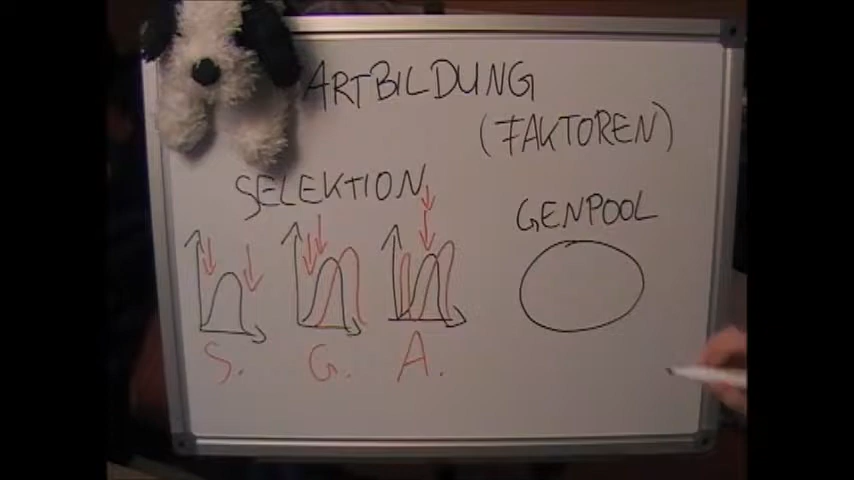 ARTBILDUNG
(FAKTOREN)
SELEKTION
GENPOOL
S. G. A.